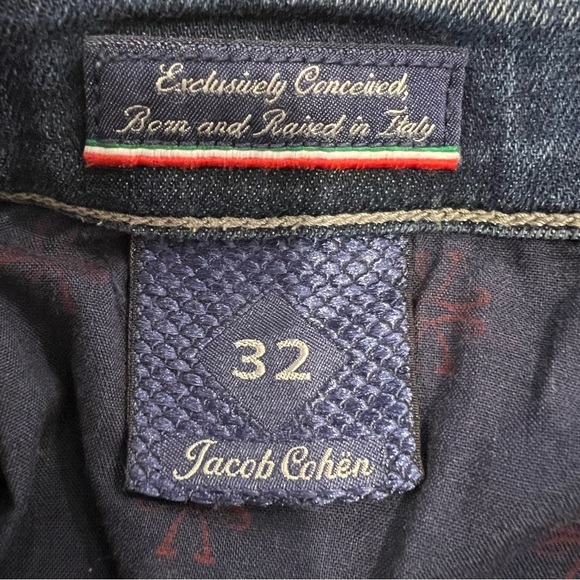 Exclusively Conceived,
Born and Raised in Italy
32
Jacob Cohën